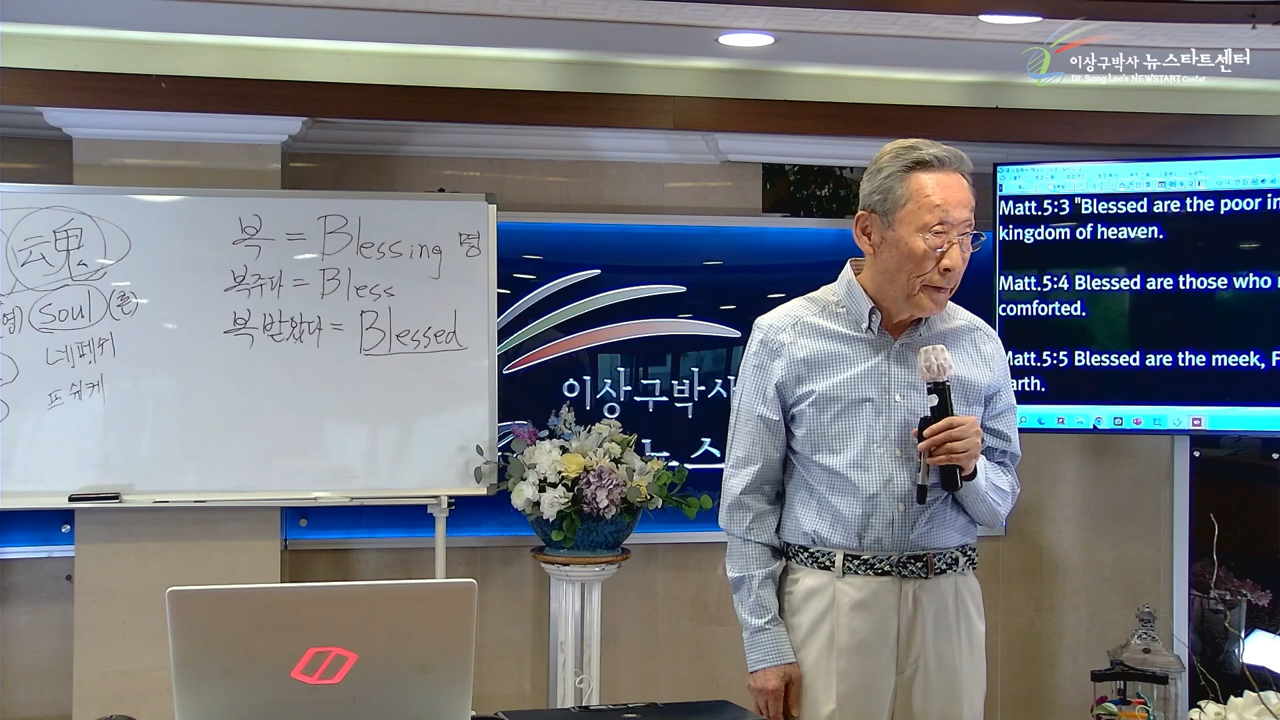 이상구박사 뉴스타트센터
Dr. Sang Lee's NEWSTART Center
魂
Soul
네페쉬
프쉬케
복 = Blessing 명
복주다 = Bless
복 받았다 = Blessed
이상구박사
뉴스
Matt.5:3 "Blessed are the poor in
kingdom of heaven.
Matt.5:4 Blessed are those who
comforted.
Matt.5:5 Blessed are the meek, F
arth.